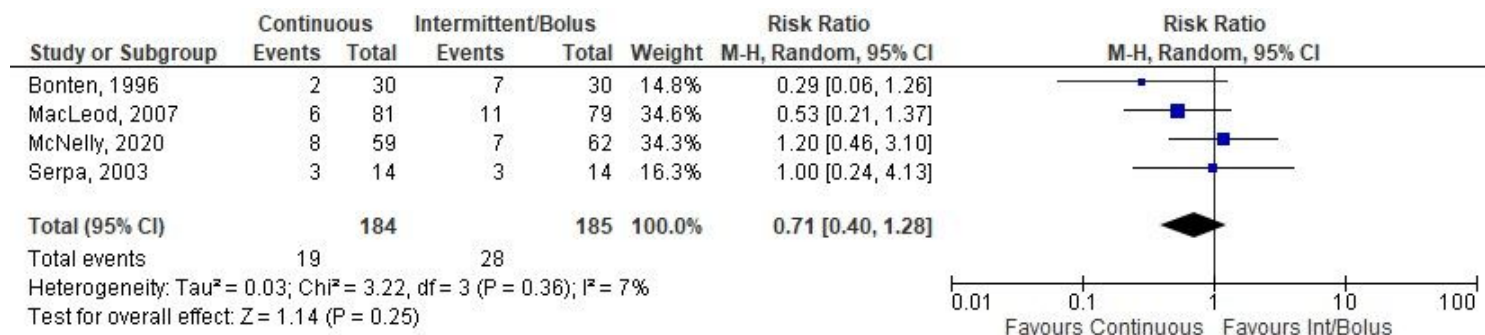 Continuous Intermittent/Bolus Risk Ratio Risk Ratio
Study or Subgroup Events Total Events Total Weight M-H, Random, 95% CI M-H, Random, 95% CI
Bonten, 1996 2 30 7 30 14.8% 0.29 [0.06, 1.26]
MacLeod, 2007 6 81 11 79 34.6% 0.53 [0.21, 1.37]
McNelly, 2020 8 59 7 62 34.3% 1.20 [0.46, 3.10]
Serpa, 2003 3 14 3 14 16.3% 1.00 [0.24, 4.13]
Total (95% CI) 184 185 100.0% 0.71 [0.40, 1.28]
Total events 19 28
Heterogeneity: Tau² = 0.03; Chi² = 3.22, df = 3 (P = 0.36); I² = 7%
Test for overall effect: Z = 1.14 (P = 0.25)
0.01 0.1 1 10 100
Favours Continuous Favours Int/Bolus